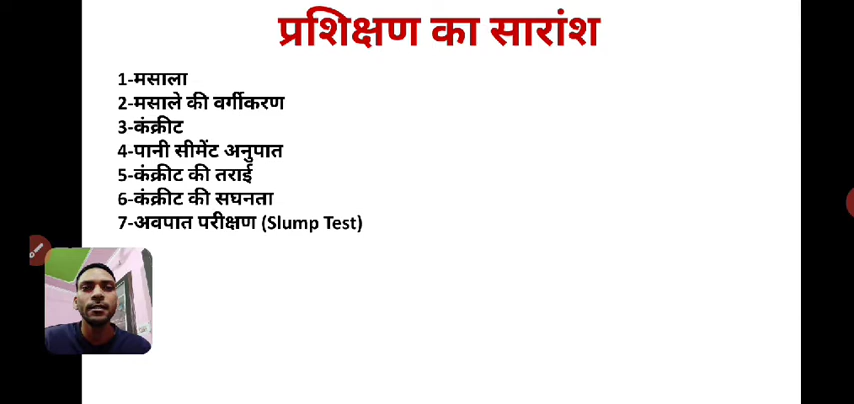 प्रशिक्षण का सारांश
1-मसाला
2-मसाले की वर्गीकरण
3-कंक्रीट
4-पानी सीमेंट अनुपात
5-कंक्रीट की तराई
6-कंक्रीट की सघनता
7-अवपात परीक्षण (Slump Test)